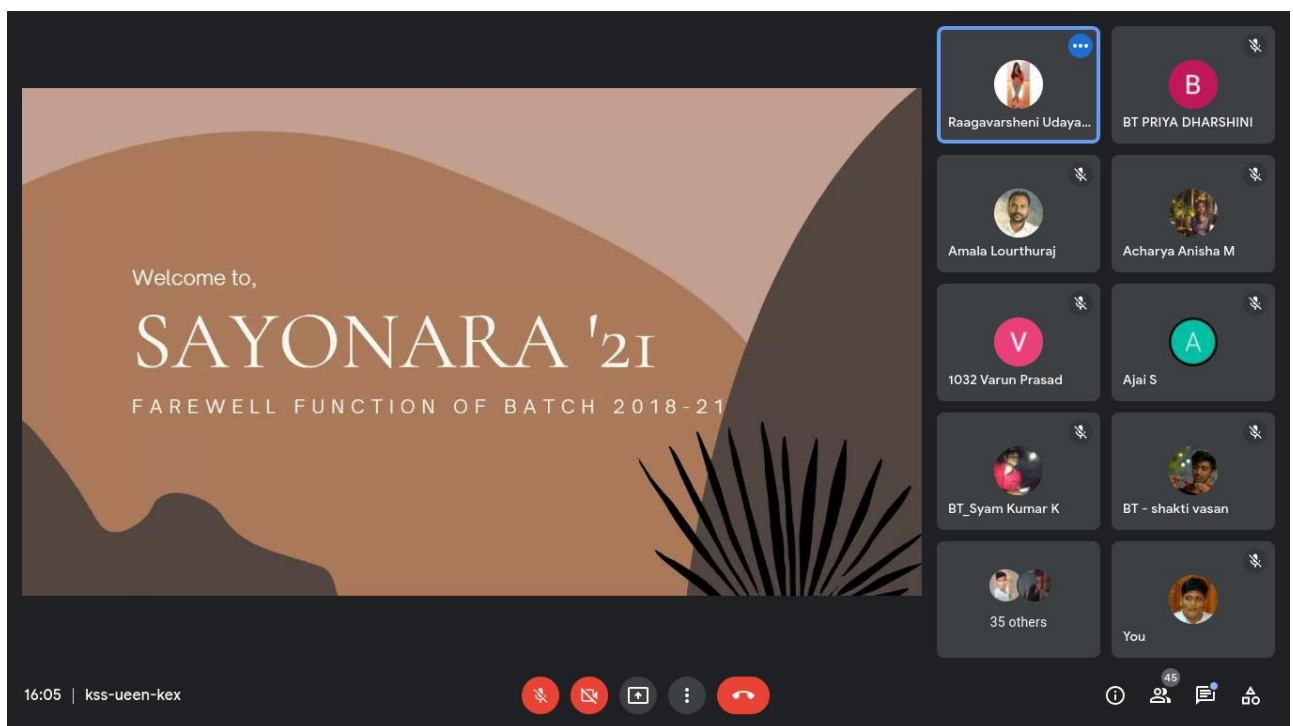 Welcome to,
SAYONARA '21
FAREWELL FUNCTION OF BATCH 2018-21
Raagavarsheni Udaya...
B
BT PRIYA DHARSHINI
Amala Lourthuraj
Acharya Anisha M
V
1032 Varun Prasad
A
Ajai S
BT_Syam Kumar K
BT - shakti vasan
35 others
You
16:05 | kss-ueen-kex
45